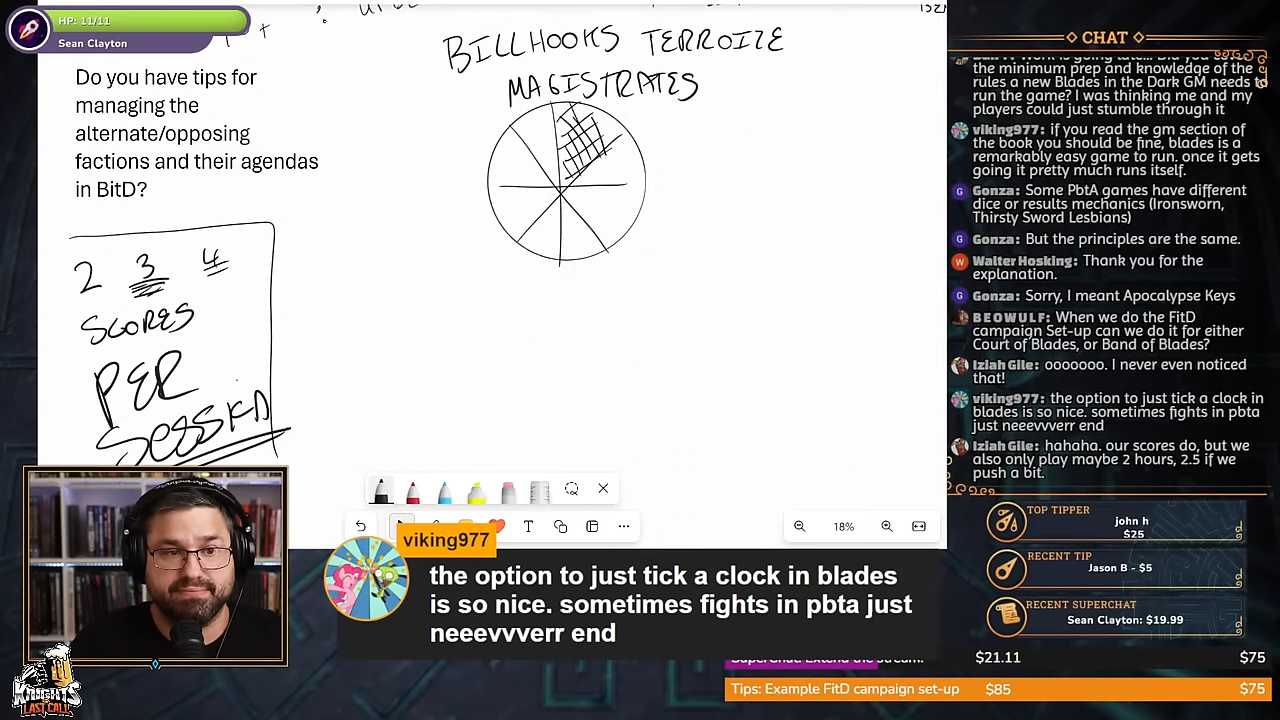 HP: 11/11
Sean Clayton
Do you have tips for
managing the
alternate/opposing
factions and their agendas
in BitD?
2 3 4
SCORES
PER
BILLHOOKS TERROIZE
MAGISTRATES
18%
viking977
the option to just tick a clock in blades
is so nice. sometimes fights in pbta just
neeevvverr end
KNIGHTS
LAST CALL
CHAT
the minimum prep and knowledge of the
rules a new Blades in the Dark GM needs to
run the game? I was thinking me and my
players could just stumble through it
viking977: if you read the gm section of
the book you should be fine, blades is a
remarkably easy game to run. once it gets
going it pretty much runs itself.
Gonza: Some PbtA games have different
dice or results mechanics (Ironsworn,
Thirsty Sword Lesbians)
Gonza: But the principles are the same.
Walter Hosking: Thank you for the
explanation.
Gonza: Sorry, I meant Apocalypse Keys
BEOWULF: When we do the FitD
campaign Set-up can we do it for either
Court of Blades, or Band of Blades?
Iziah Gile: ooooooo. I never even noticed
that!
viking977: the option to just tick a clock in
blades is so nice. sometimes fights in pbta
just neeevvverr end
Iziah Gile: hahaha. our scores do, but we
also only play maybe 2 hours, 2.5 if we
push a bit.
TOP TIPPER
john h
$25
RECENT TIP
Jason B - $5
RECENT SUPERCHAT
Sean Clayton: $19.99
SuperChat: Extend the stream! $21.11 $75
Tips: Example FitD campaign set-up $85 $75